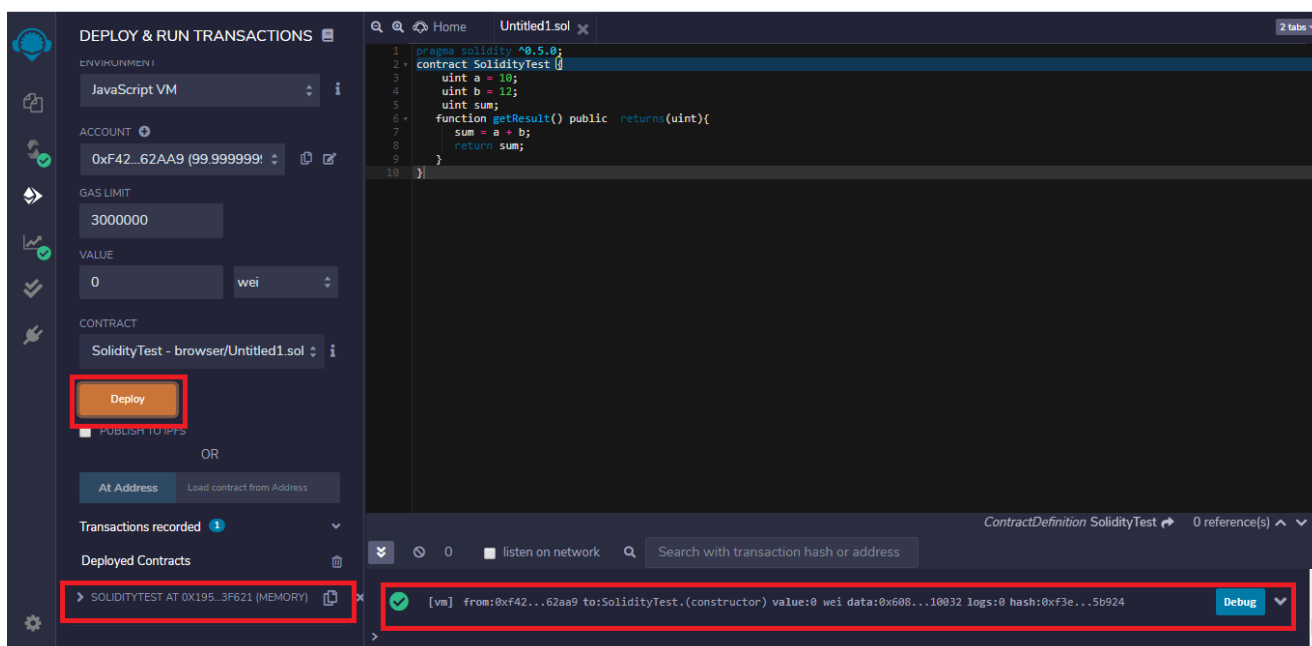 DEPLOY & RUN TRANSACTIONS
ENVIRONMENT
JavaScript VM
ACCOUNT
0xF42...62AA9 (99.9999999
GAS LIMIT
3000000
VALUE
0 wei
CONTRACT
SolidityTest - browser/Untitled1.sol
Deploy
PUBLISH TO IPFS
OR
At Address Load contract from Address
Transactions recorded 1
Deployed Contracts
SOLIDITYTEST AT 0X195...3F621 (MEMORY)
Home Untitled1.sol 2 tabs
1 pragma solidity ^0.5.0;
2 contract SolidityTest {
3 uint a = 10;
4 uint b = 12;
5 uint sum;
6 function getResult() public returns(uint){
7 sum = a + b;
8 return sum;
9 }
10 }
ContractDefinition SolidityTest 0 reference(s)
0 listen on network Search with transaction hash or address
[vm] from:0xf42...62aa9 to:SolidityTest.(constructor) value:0 wei data:0x608...10032 logs:0 hash:0xf3e...5b924 Debug
>